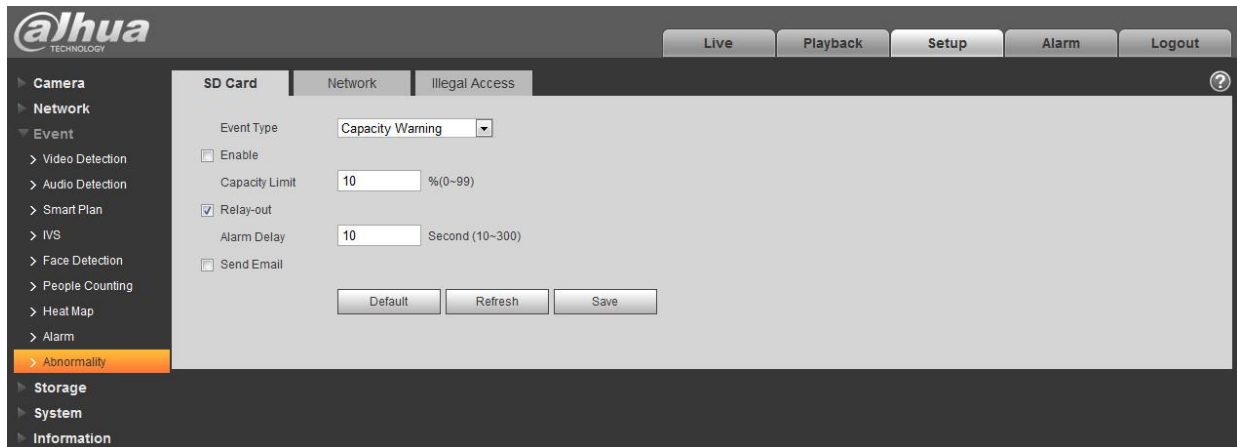 alhua
TECHNOLOGY
Live Playback Setup Alarm Logout
Camera
Network
Event
> Video Detection
> Audio Detection
> Smart Plan
> IVS
> Face Detection
> People Counting
> Heat Map
> Alarm
> Abnormality
Storage
System
Information
SD Card Network Illegal Access ?
Event Type Capacity Warning
Enable
Capacity Limit 10 %(0~99)
Relay-out
Alarm Delay 10 Second (10~300)
Send Email
Default Refresh Save